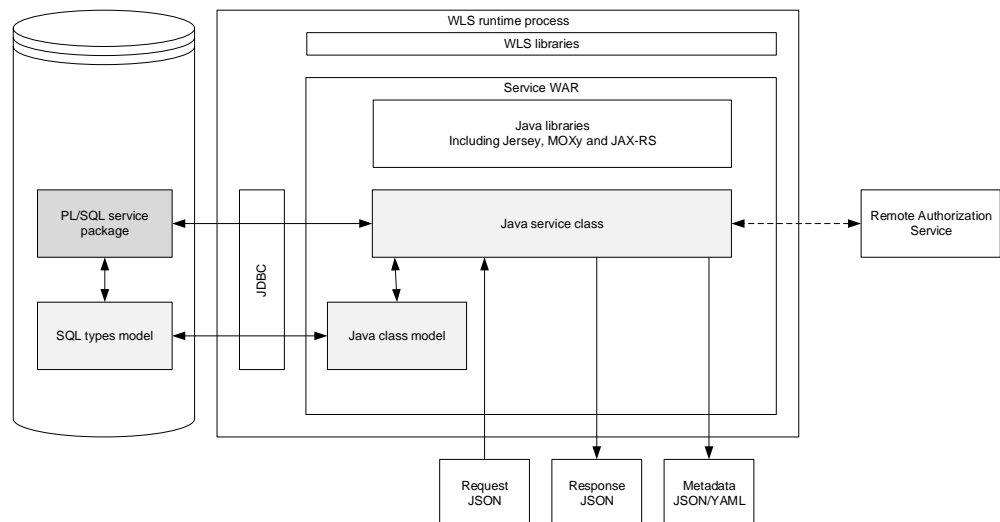 WLS runtime process
WLS libraries
Service WAR
Java libraries
Including Jersey, MOXy and JAX-RS
PL/SQL service
package
Java service class
Remote Authorization
Service
JDBC
SQL types model
Java class model
Request
JSON
Response
JSON
Metadata
JSON/YAML